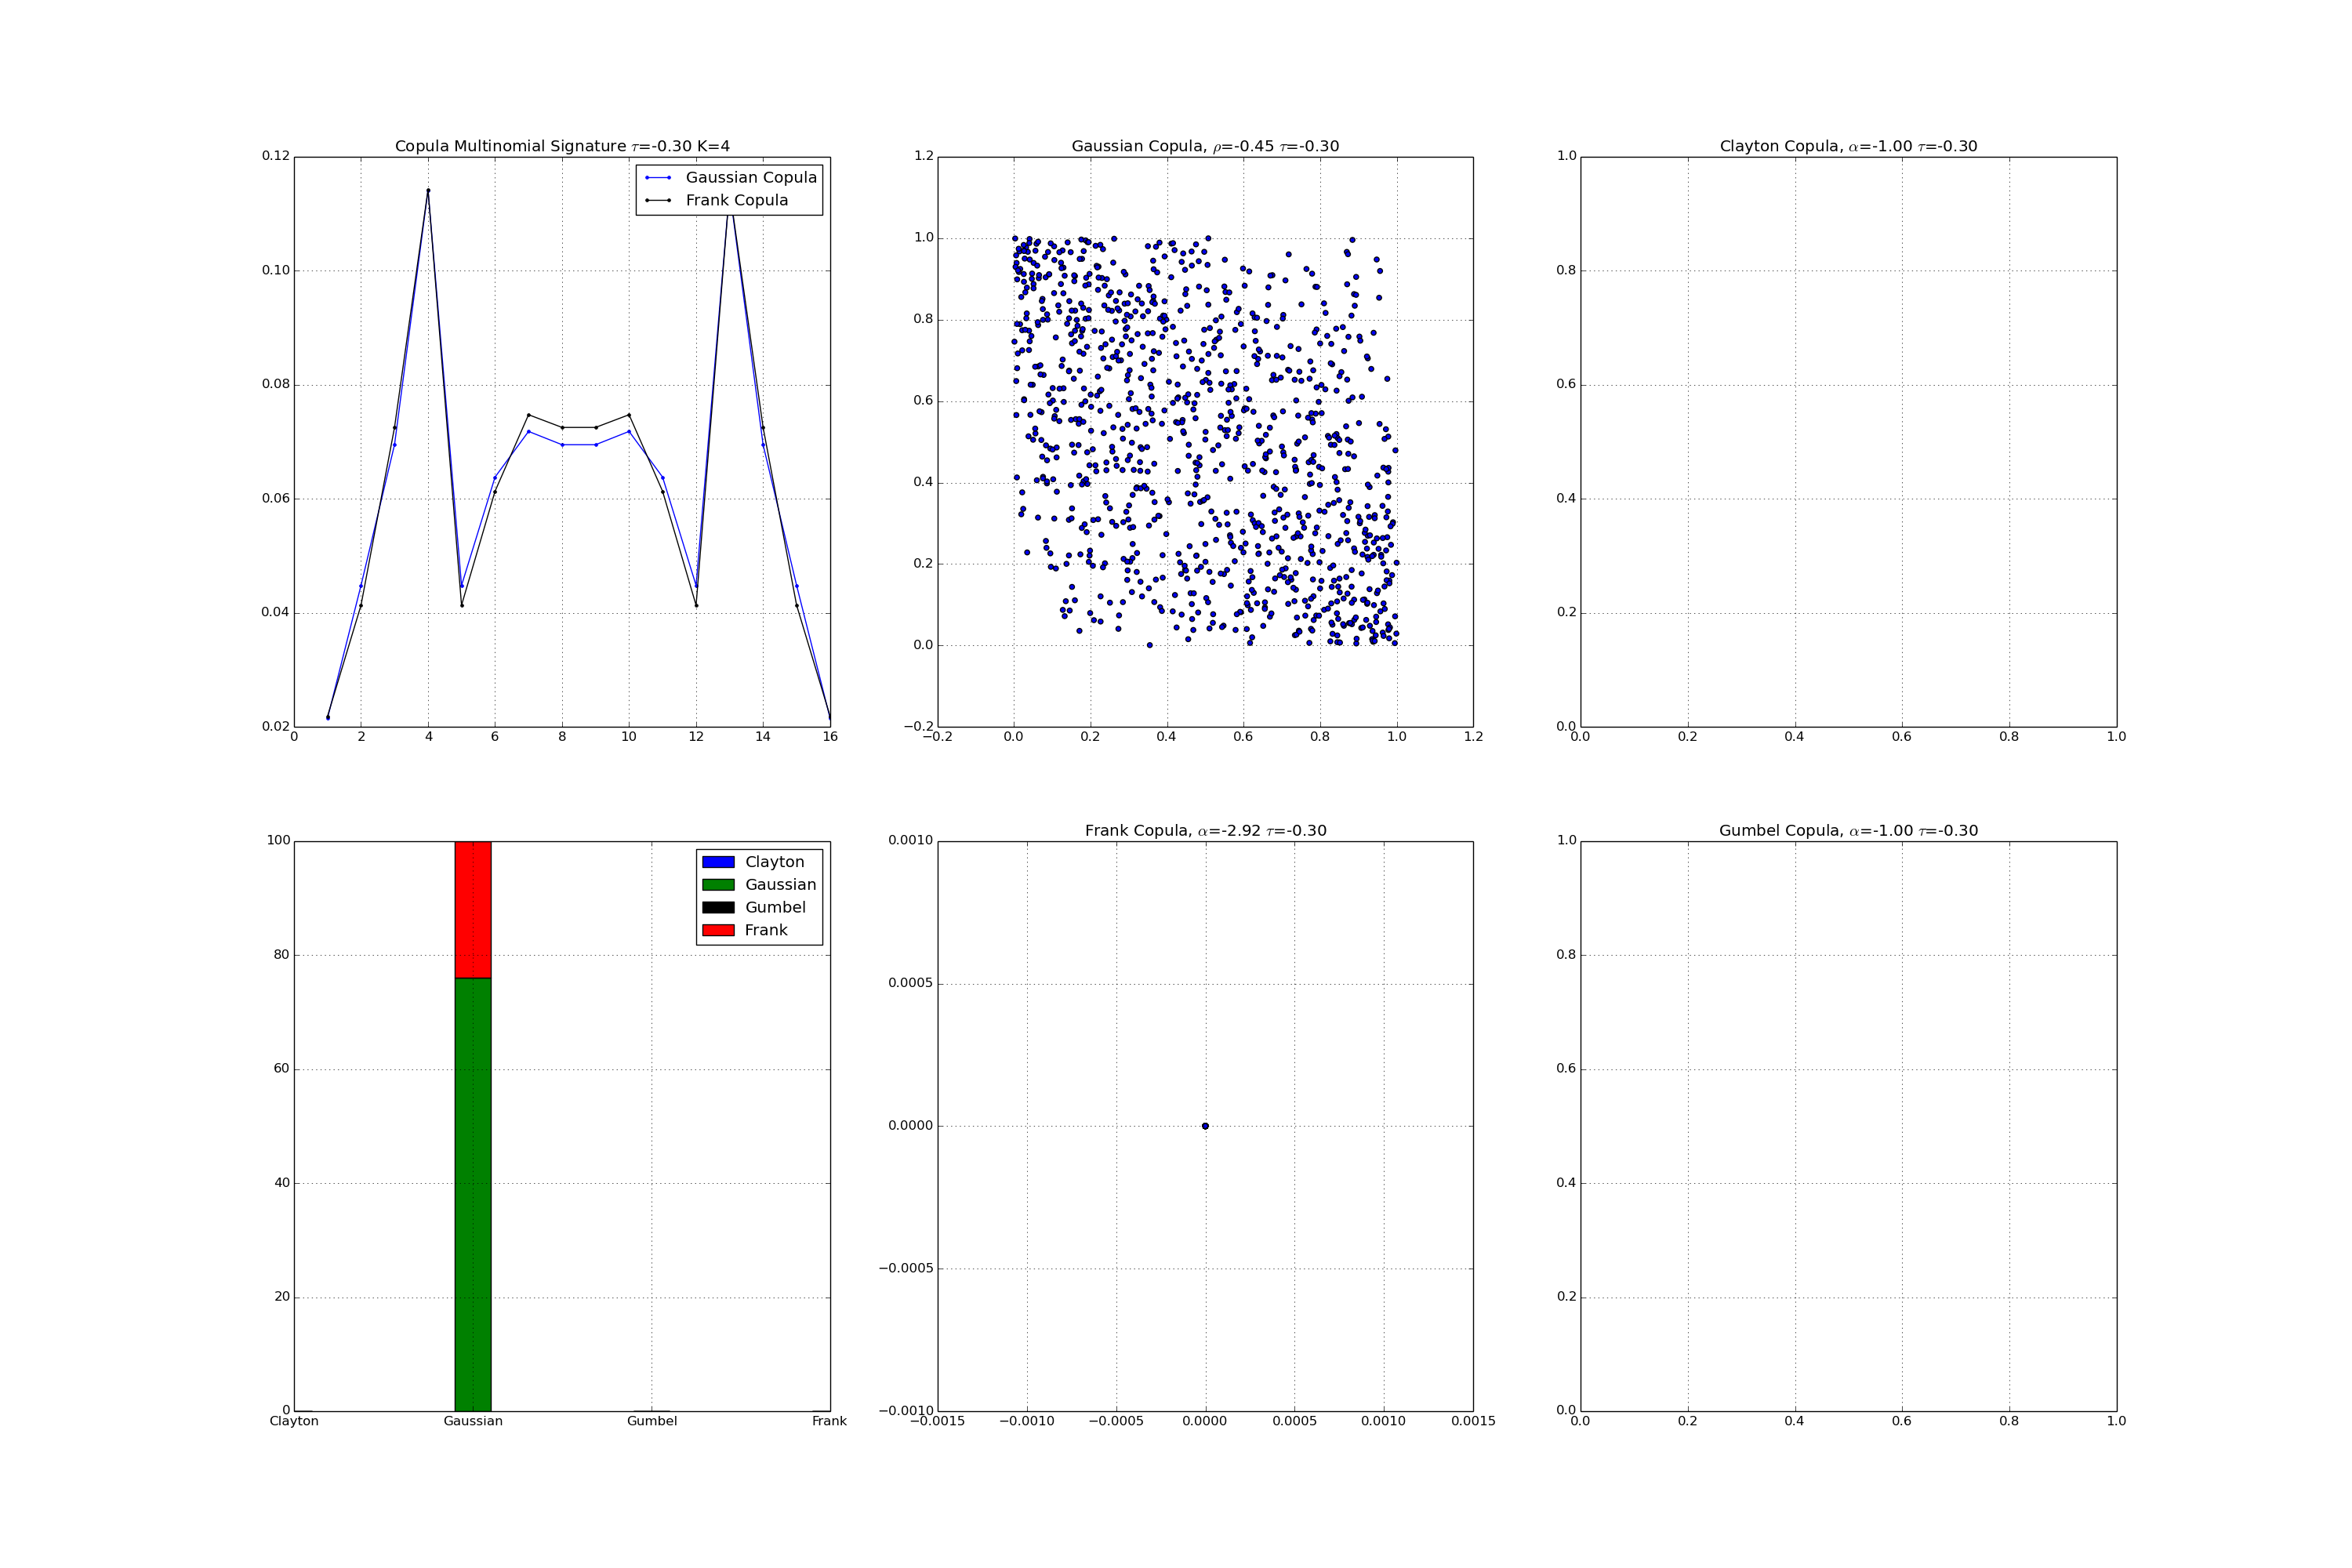 Copula Multinomial Signature τ=-0.30 K=4
0.12
0.10
0.08
0.06
0.04
0.02
0 2 4 6 8 10 12 14 16
Gaussian Copula
Frank Copula
Gaussian Copula, ρ=-0.45 τ=-0.30
1.2
1.0
0.8
0.6
0.4
0.2
0.0
−0.2
−0.2 0.0 0.2 0.4 0.6 0.8 1.0 1.2
Clayton Copula, α=-1.00 τ=-0.30
1.0
0.8
0.6
0.4
0.2
0.0
0.0 0.2 0.4 0.6 0.8 1.0
100
80
60
40
20
0
Clayton Gaussian Gumbel Frank
Clayton
Gaussian
Gumbel
Frank
Frank Copula, α=-2.92 τ=-0.30
0.0010
0.0005
0.0000
−0.0005
−0.0010
−0.0015 −0.0010 −0.0005 0.0000 0.0005 0.0010 0.0015
Gumbel Copula, α=-1.00 τ=-0.30
1.0
0.8
0.6
0.4
0.2
0.0
0.0 0.2 0.4 0.6 0.8 1.0